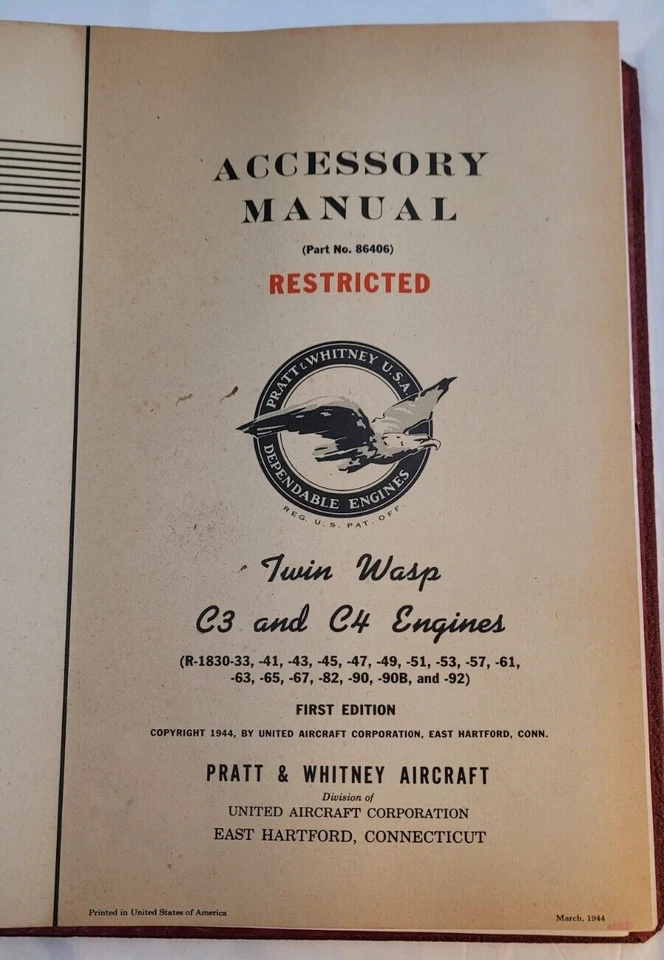 ACCESSORY
MANUAL
(Part No. 86406)
RESTRICTED
PRATT & WHITNEY U.S.A.
DEPENDABLE ENGINES
REG. U.S. PAT. OFF.
Twin Wasp
C3 and C4 Engines
(R-1830-33, -41, -43, -45, -47, -49, -51, -53, -57, -61,
-63, -65, -67, -82, -90, -90B, and -92)
FIRST EDITION
COPYRIGHT 1944, BY UNITED AIRCRAFT CORPORATION, EAST HARTFORD, CONN.
PRATT & WHITNEY AIRCRAFT
Division of
UNITED AIRCRAFT CORPORATION
EAST HARTFORD, CONNECTICUT
Printed in United States of America
March, 1944